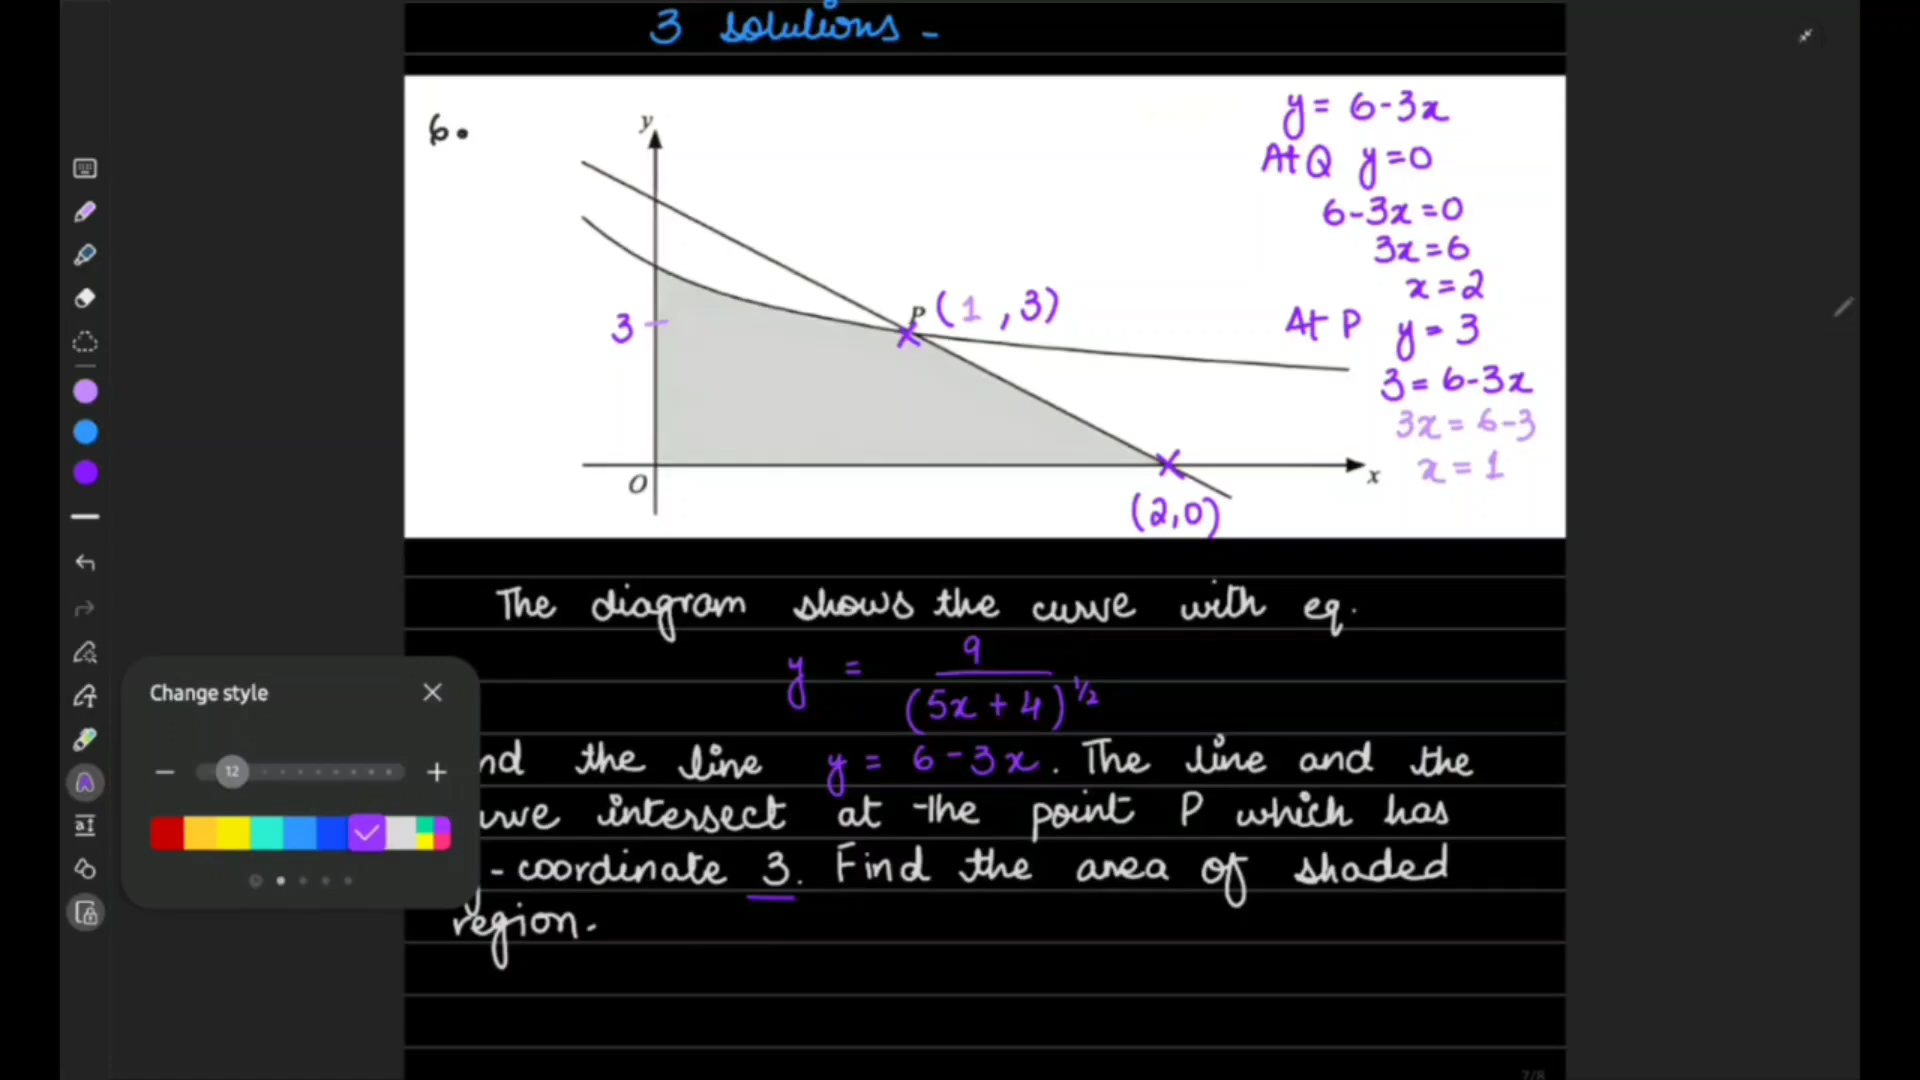 3 solutions -
6.
y
y = 6-3x
At Q y=0
6-3x=0
3x=6
x=2
P (1,3)
3
At P y = 3
3=6-3x
3x=6-3
x=1
O
x
(2,0)
The diagram shows the curve with eq.
y = 9/(5x+4)^1/2
Change style
nd the line y = 6-3x. The line and the
12
urve intersect at the point P which has
- coordinate 3. Find the area of shaded
region.
7/8